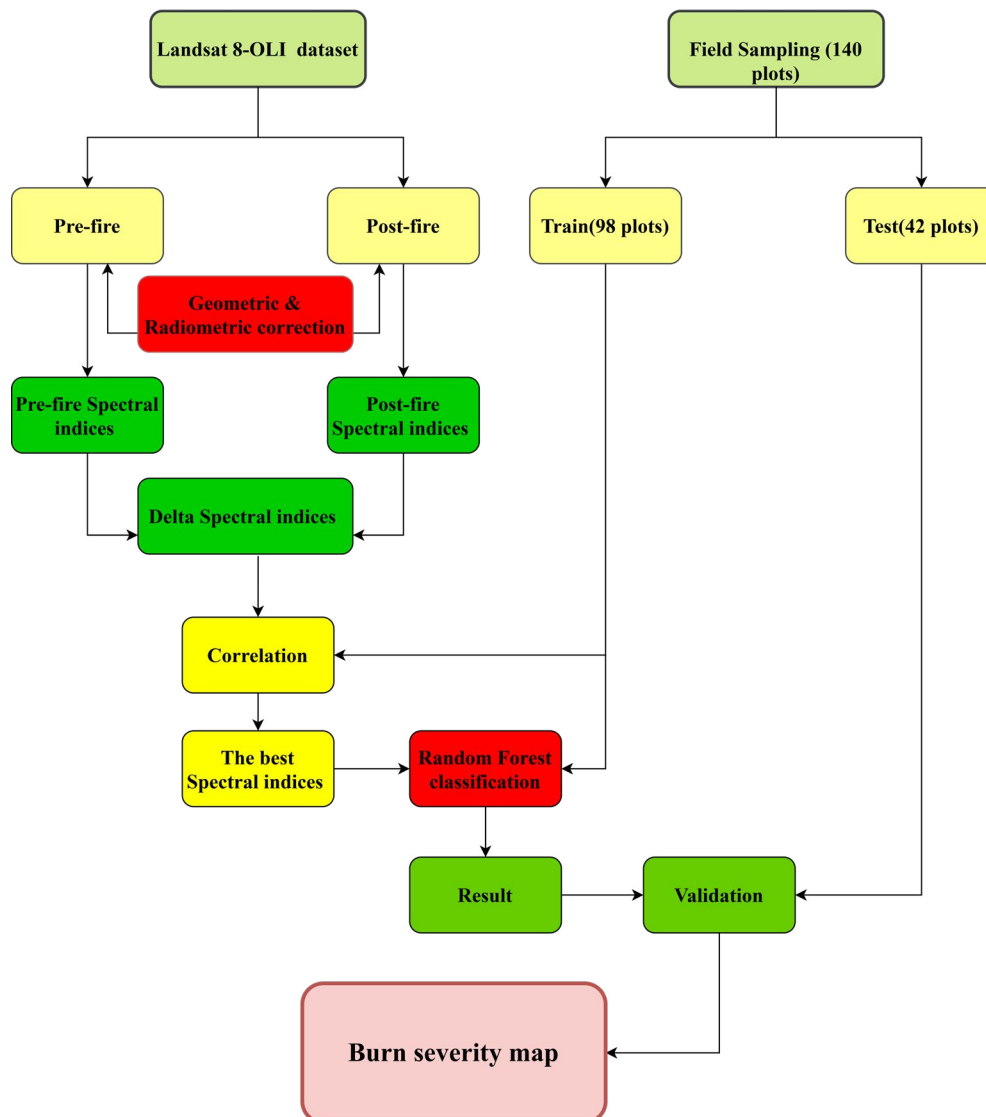 Landsat 8-OLI dataset
Field Sampling (140
plots)
Pre-fire
Post-fire
Train(98 plots)
Test(42 plots)
Geometric &
Radiometric correction
Pre-fire Spectral
indices
Post-fire
Spectral indices
Delta Spectral indices
Correlation
The best
Spectral indices
Random Forest
classification
Result
Validation
Burn severity map